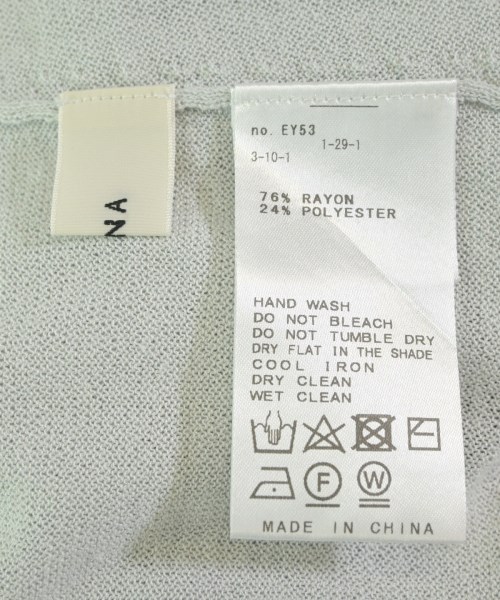 NA
no. EY53
1-29-1
3-10-1
76% RAYON
24% POLYESTER
HAND WASH
DO NOT BLEACH
DO NOT TUMBLE DRY
DRY FLAT IN THE SHADE
COOL IRON
DRY CLEAN
WET CLEAN
F
W
MADE IN CHINA